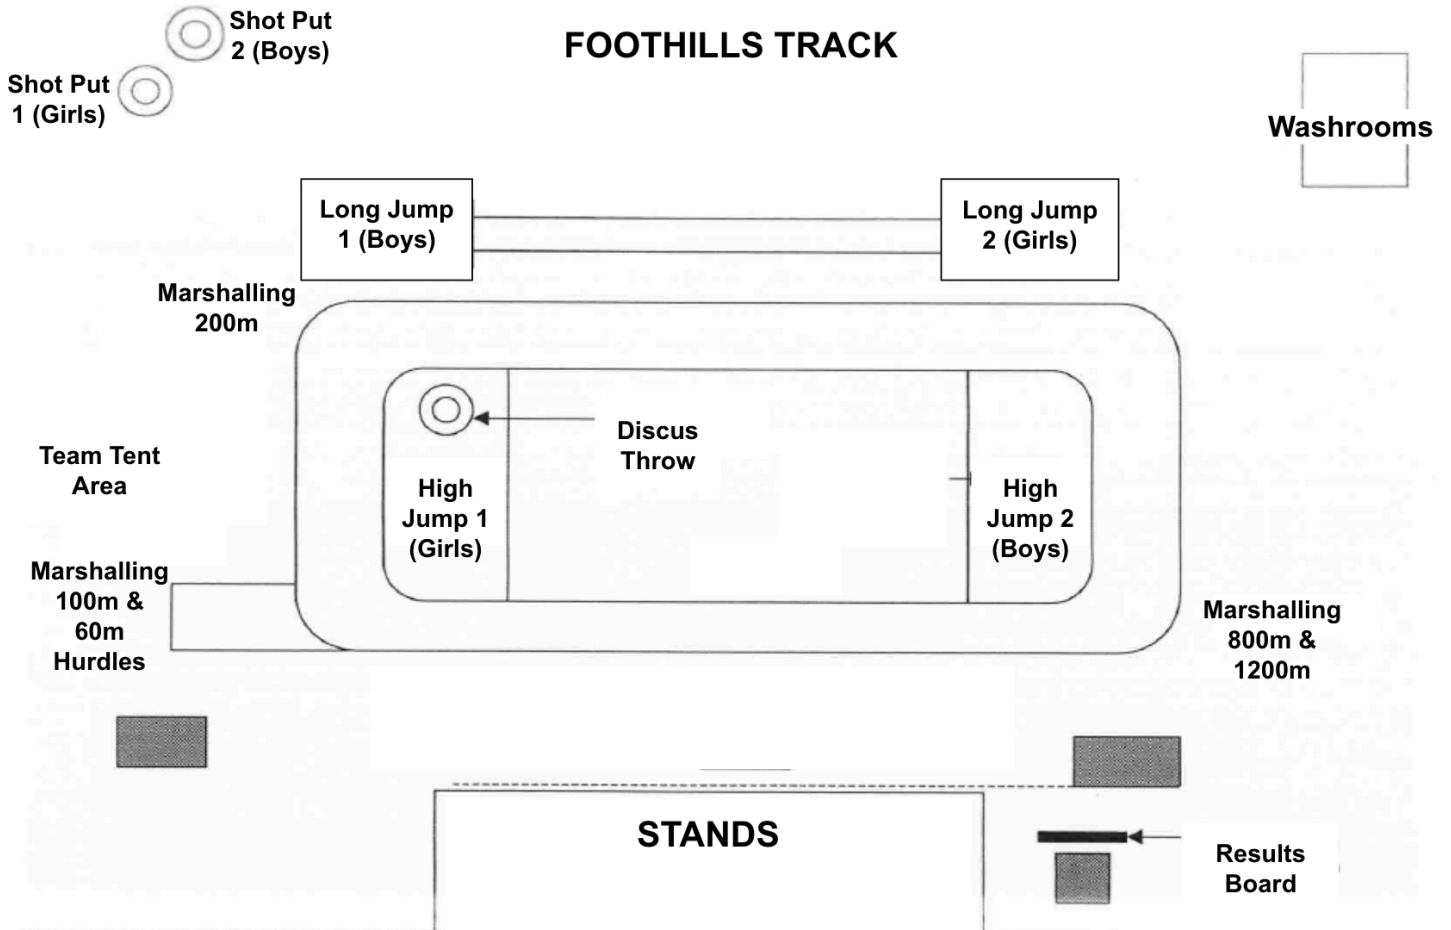 Shot Put
2 (Boys)
FOOTHILLS TRACK
Shot Put
1 (Girls)
Washrooms
Long Jump
1 (Boys)
Long Jump
2 (Girls)
Marshalling
200m
Discus
Throw
Team Tent
Area
High
Jump 1
(Girls)
High
Jump 2
(Boys)
Marshalling
100m &
60m
Hurdles
Marshalling
800m &
1200m
STANDS
Results
Board